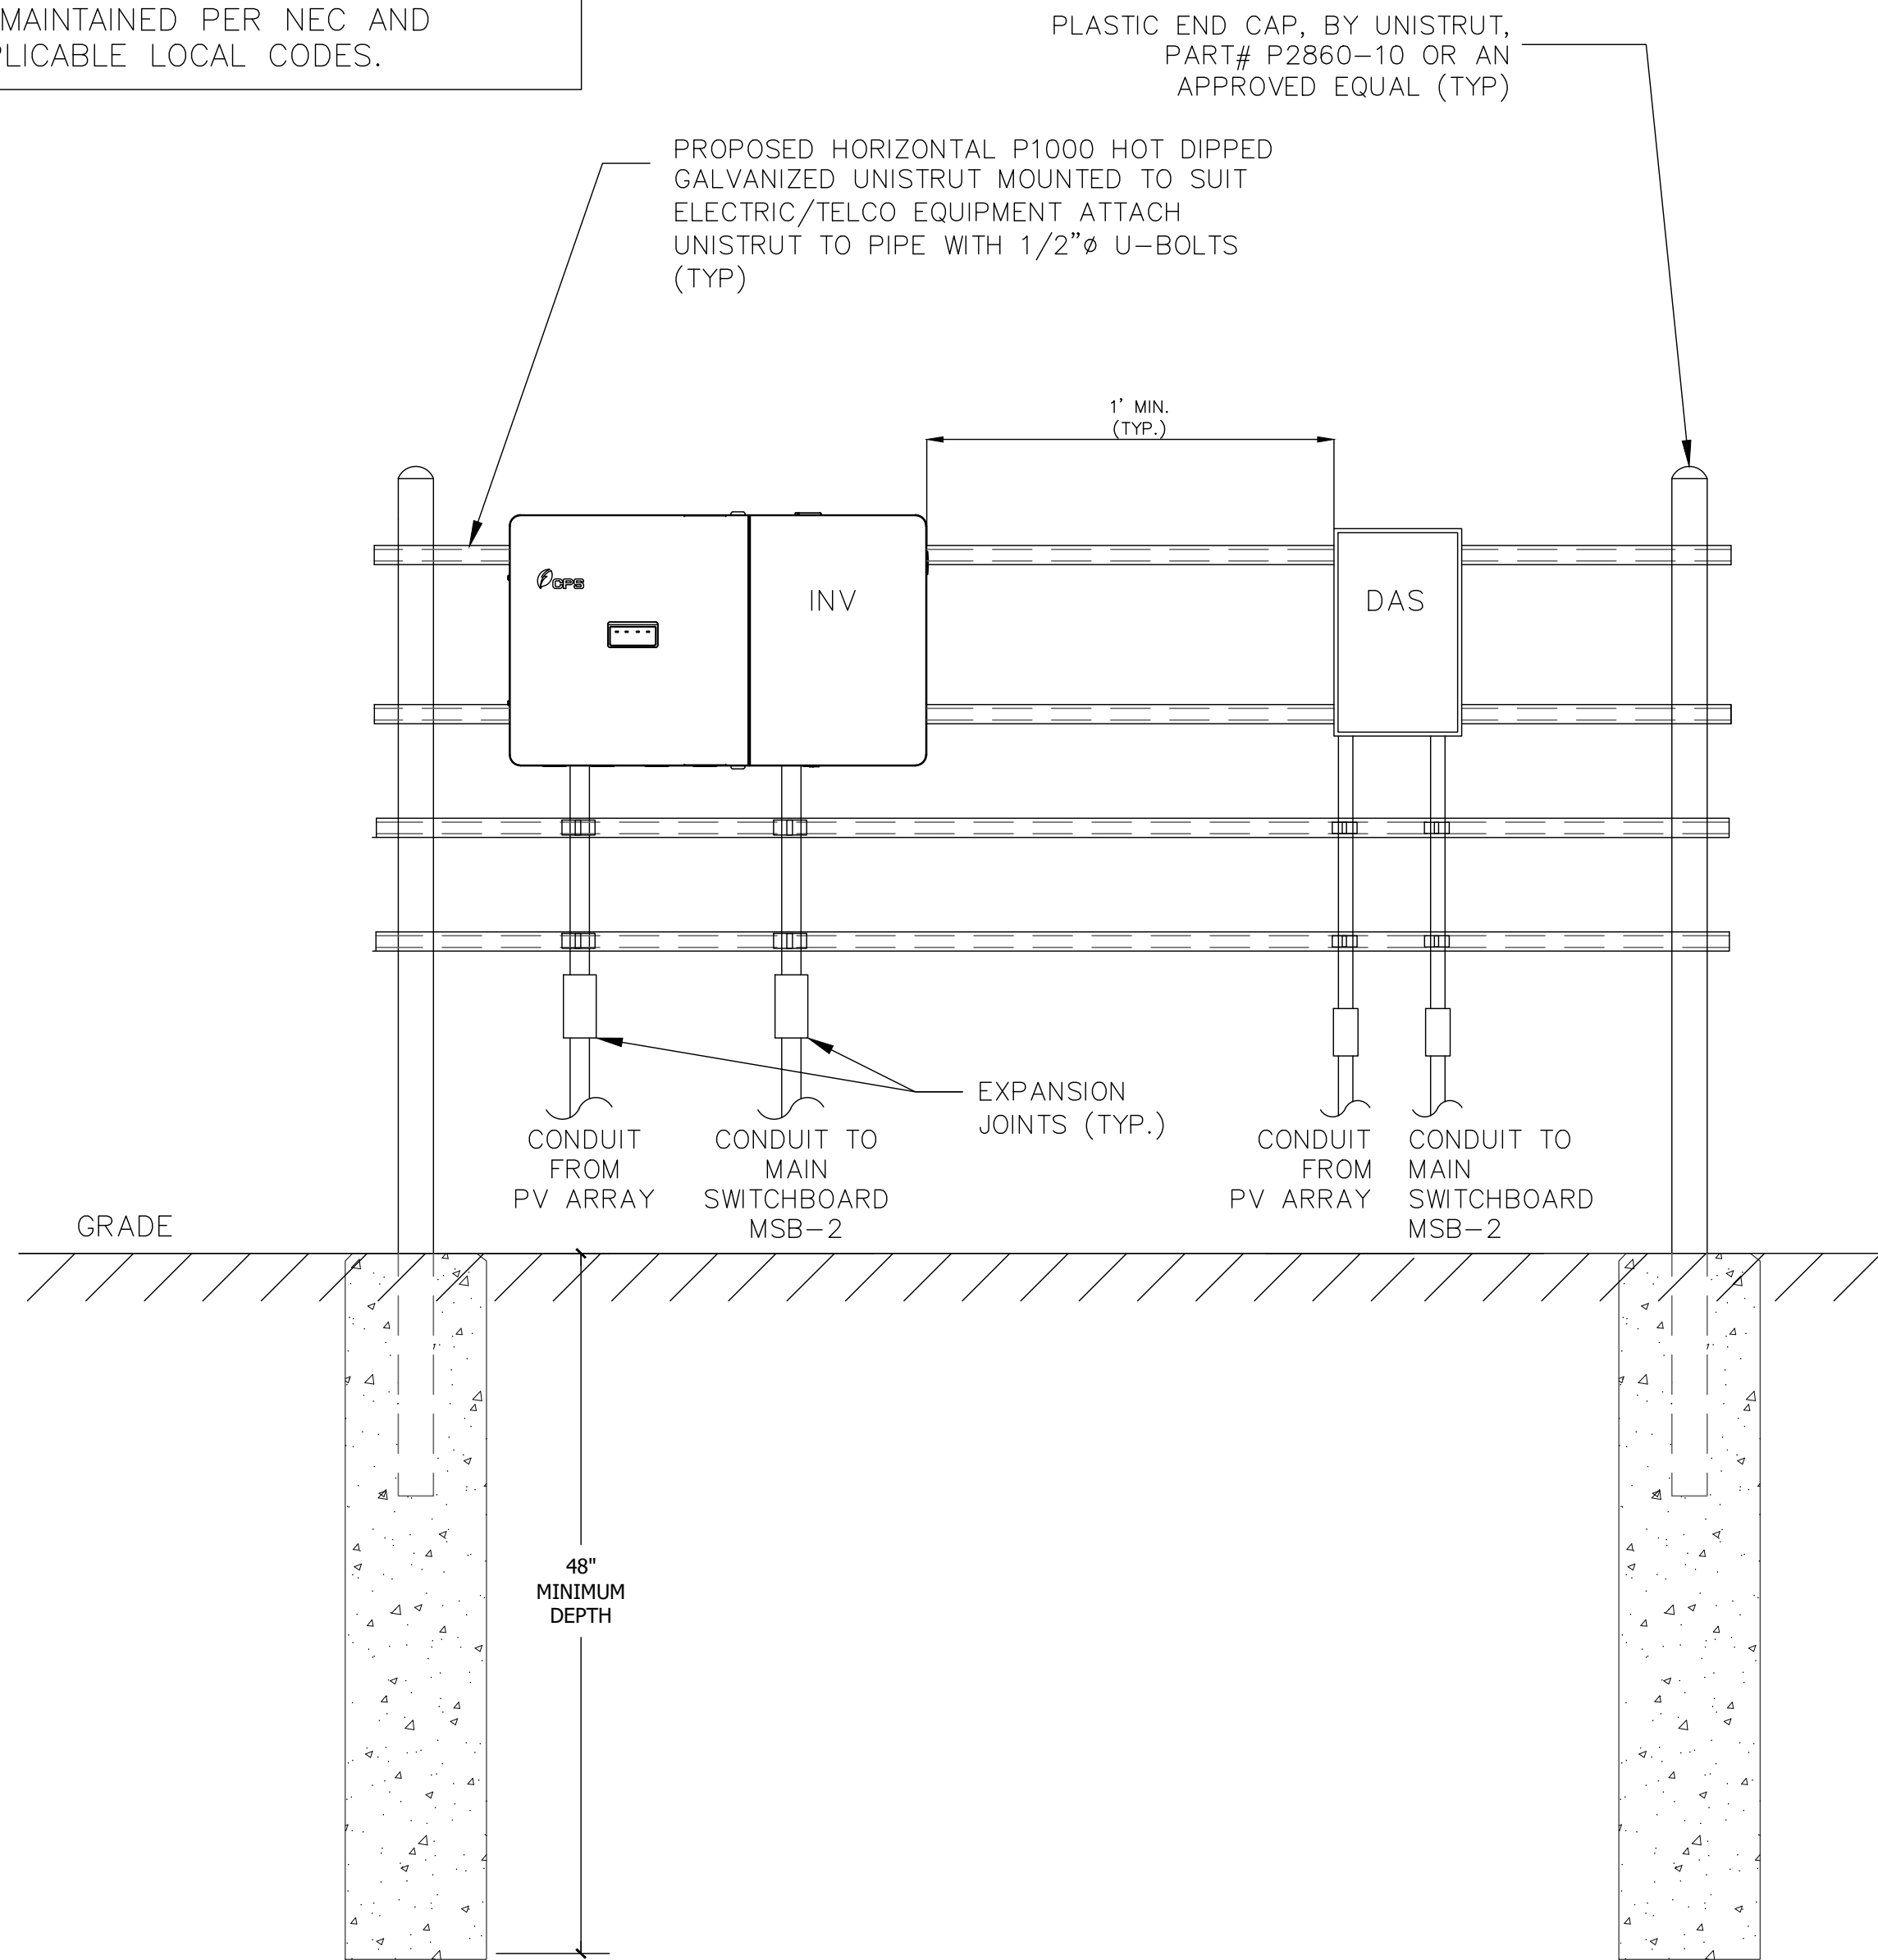 MAINTAINED PER NEC AND
PLICABLE LOCAL CODES.
PLASTIC END CAP, BY UNISTRUT,
PART# P2860-10 OR AN
APPROVED EQUAL (TYP)
PROPOSED HORIZONTAL P1000 HOT DIPPED
GALVANIZED UNISTRUT MOUNTED TO SUIT
ELECTRIC/TELCO EQUIPMENT ATTACH
UNISTRUT TO PIPE WITH 1/2"ø U-BOLTS
(TYP)
1' MIN.
(TYP.)
CPS
INV
DAS
EXPANSION
JOINTS (TYP.)
CONDUIT
FROM
PV ARRAY
CONDUIT TO
MAIN
SWITCHBOARD
MSB-2
CONDUIT
FROM
PV ARRAY
CONDUIT TO
MAIN
SWITCHBOARD
MSB-2
GRADE
48"
MINIMUM
DEPTH